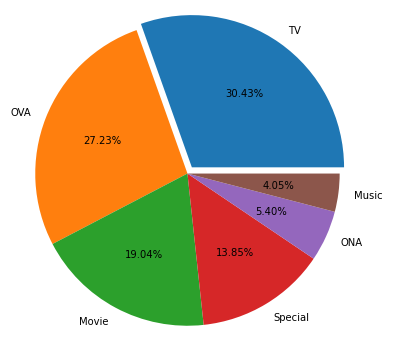 TV
30.43%
OVA
27.23%
4.05%
Music
5.40%
ONA
19.04%
13.85%
Special
Movie